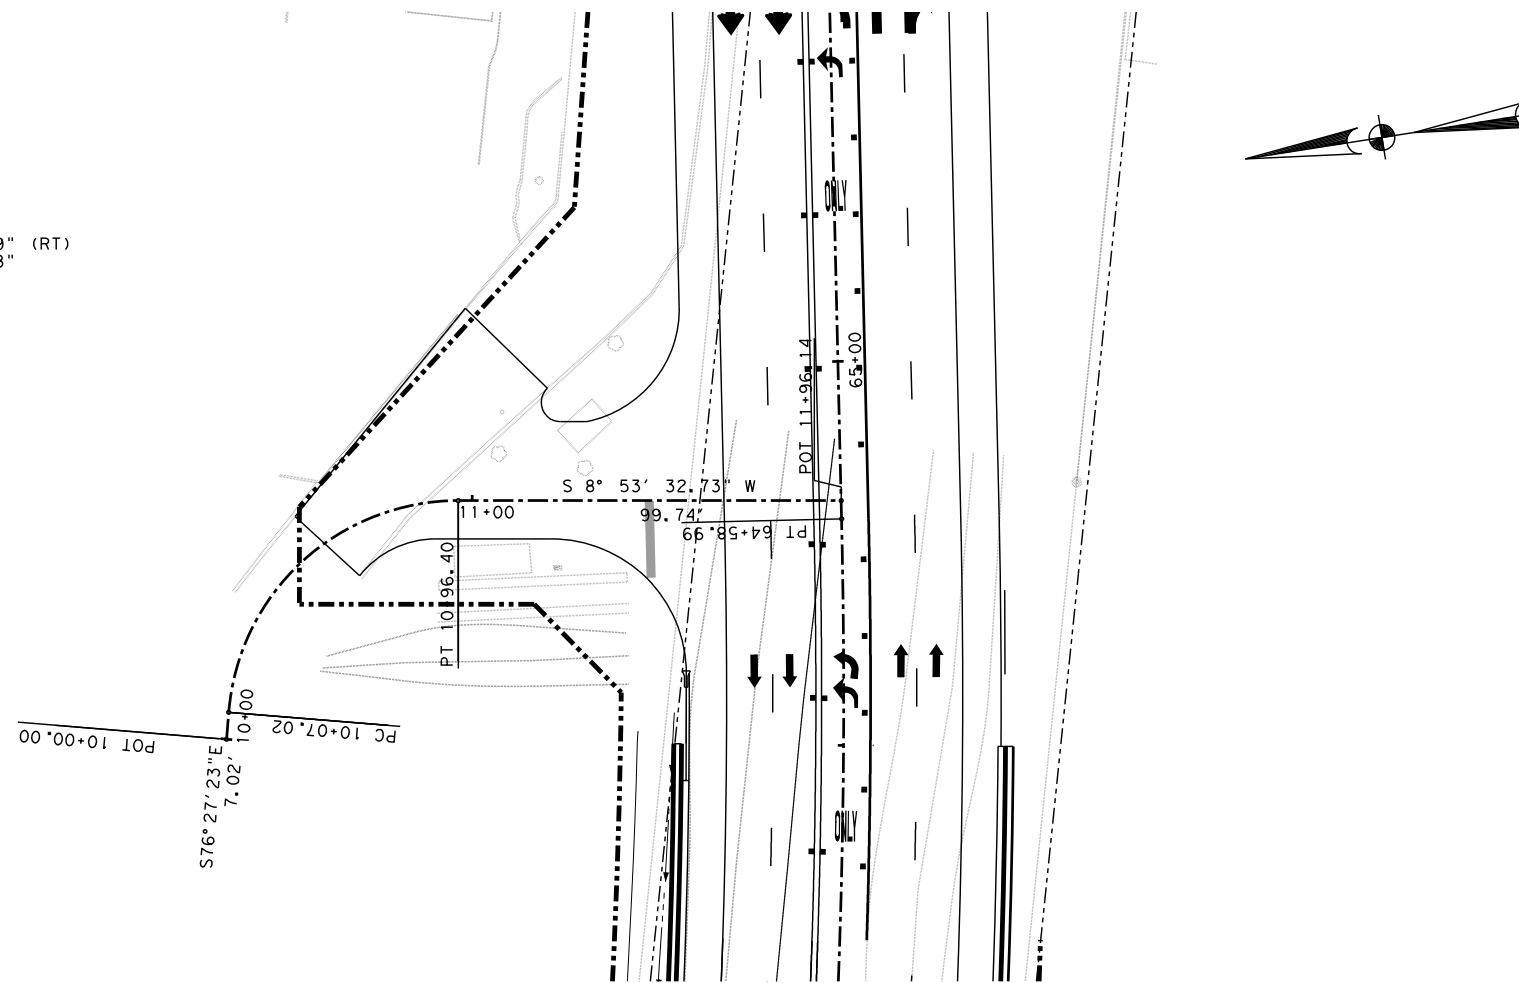 (RT)
ONLY
65+00
POT 11+96.14
S 8° 53' 32.73" W
99.74'
11+00
PT 64+58.99
PT 10+96.40
10+00
PC 10+07.02
POT 10+00.00
S76°27'23"E
7.02'
ONLY